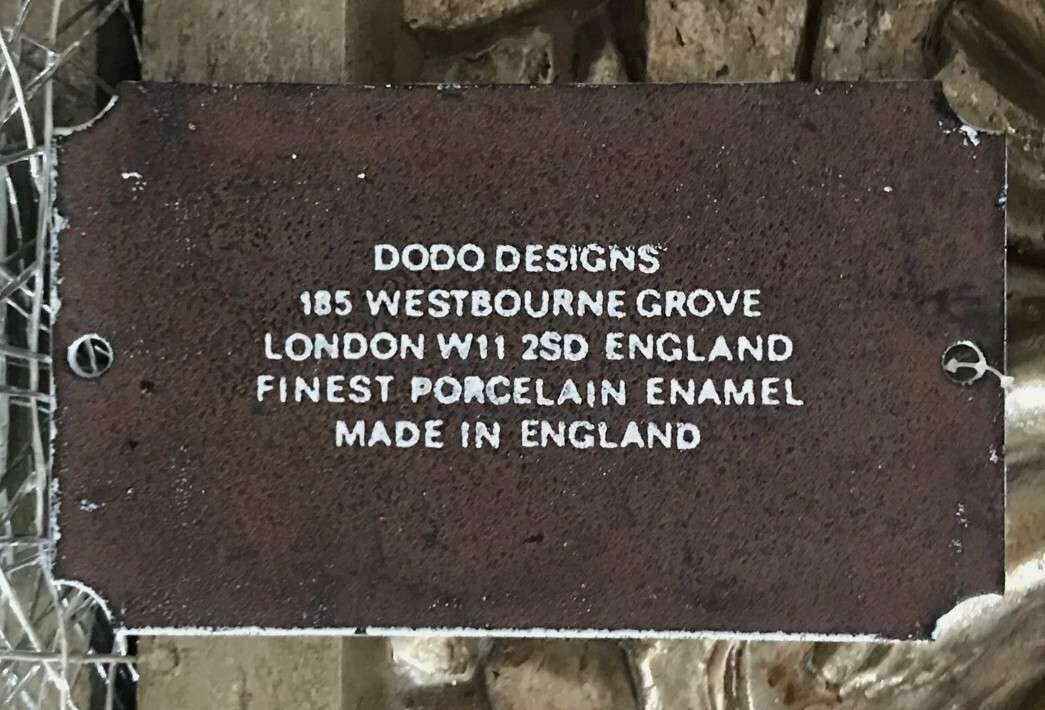 DODO DESIGNS
185 WESTBOURNE GROVE
LONDON W11 2SD ENGLAND
FINEST PORCELAIN ENAMEL
MADE IN ENGLAND